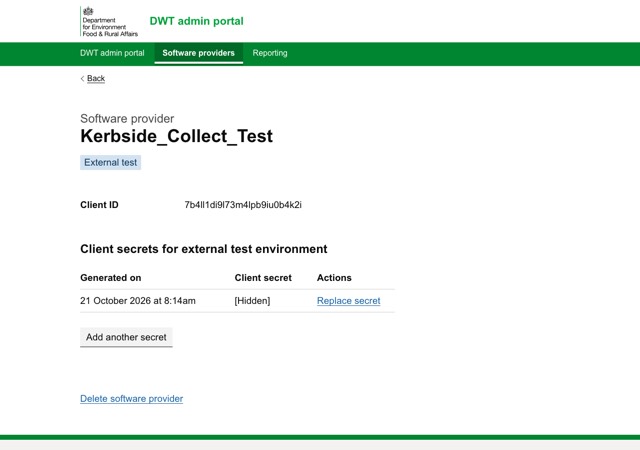 Department
for Environment
Food & Rural Affairs
DWT admin portal
DWT admin portal
Software providers
Reporting
Back
Software provider
Kerbside_Collect_Test
External test
Client ID
7b4ll1di9l73m4lpb9iu0b4k2i
Client secrets for external test environment
Generated on Client secret Actions
21 October 2026 at 8:14am [Hidden] Replace secret
Add another secret
Delete software provider